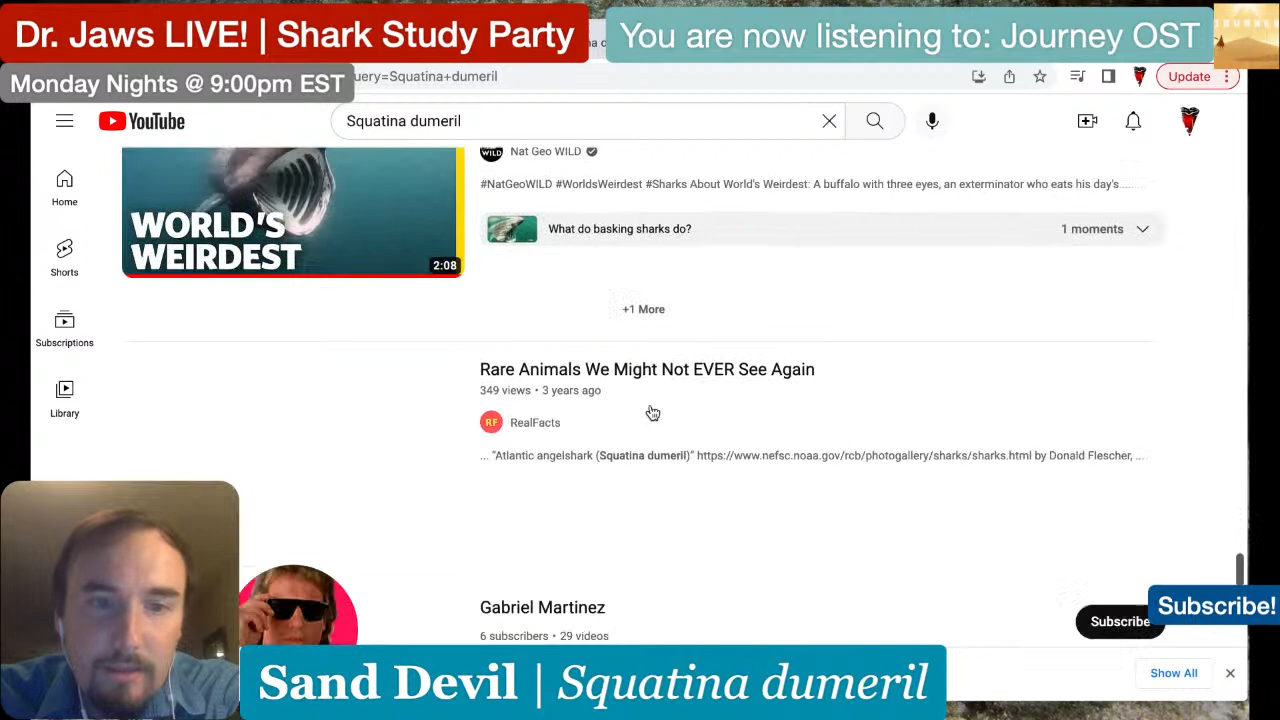 Dr. Jaws LIVE! | Shark Study Party
You are now listening to: Journey OST
Monday Nights @ 9:00pm EST
query=Squatina+dumeril
Update
YouTube
Squatina dumeril
WILD
Nat Geo WILD
#NatGeoWILD #WorldsWeirdest #Sharks About World's Weirdest: A buffalo with three eyes, an exterminator who eats his day's....
WORLD'S
WEIRDEST
2:08
What do basking sharks do?
1 moments
+1 More
Home
Shorts
Subscriptions
Library
Rare Animals We Might Not EVER See Again
349 views • 3 years ago
RF
RealFacts
... "Atlantic angelshark (Squatina dumeril)" https://www.nefsc.noaa.gov/rcb/photogallery/sharks/sharks.html by Donald Flescher, ...
Gabriel Martinez
6 subscribers • 29 videos
Subscribe
Subscribe!
Show All
Sand Devil | Squatina dumeril